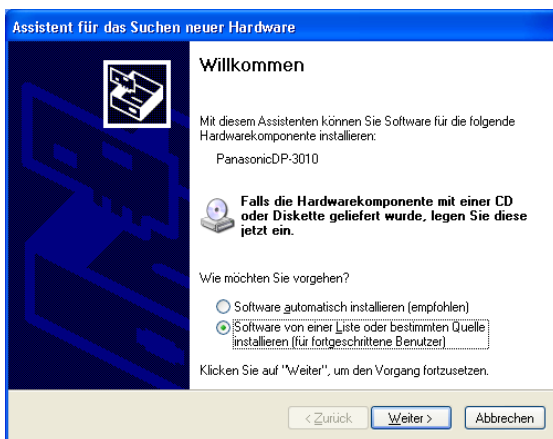 Assistent für das Suchen neuer Hardware
Willkommen
Mit diesem Assistenten können Sie Software für die folgende
Hardwarekomponente installieren:
PanasonicDP-3010
Falls die Hardwarekomponente mit einer CD
oder Diskette geliefert wurde, legen Sie diese
jetzt ein.
Wie möchten Sie vorgehen?
Software automatisch installieren (empfohlen)
Software von einer Liste oder bestimmten Quelle
installieren (für fortgeschrittene Benutzer)
Klicken Sie auf "Weiter", um den Vorgang fortzusetzen.
< Zurück Weiter > Abbrechen